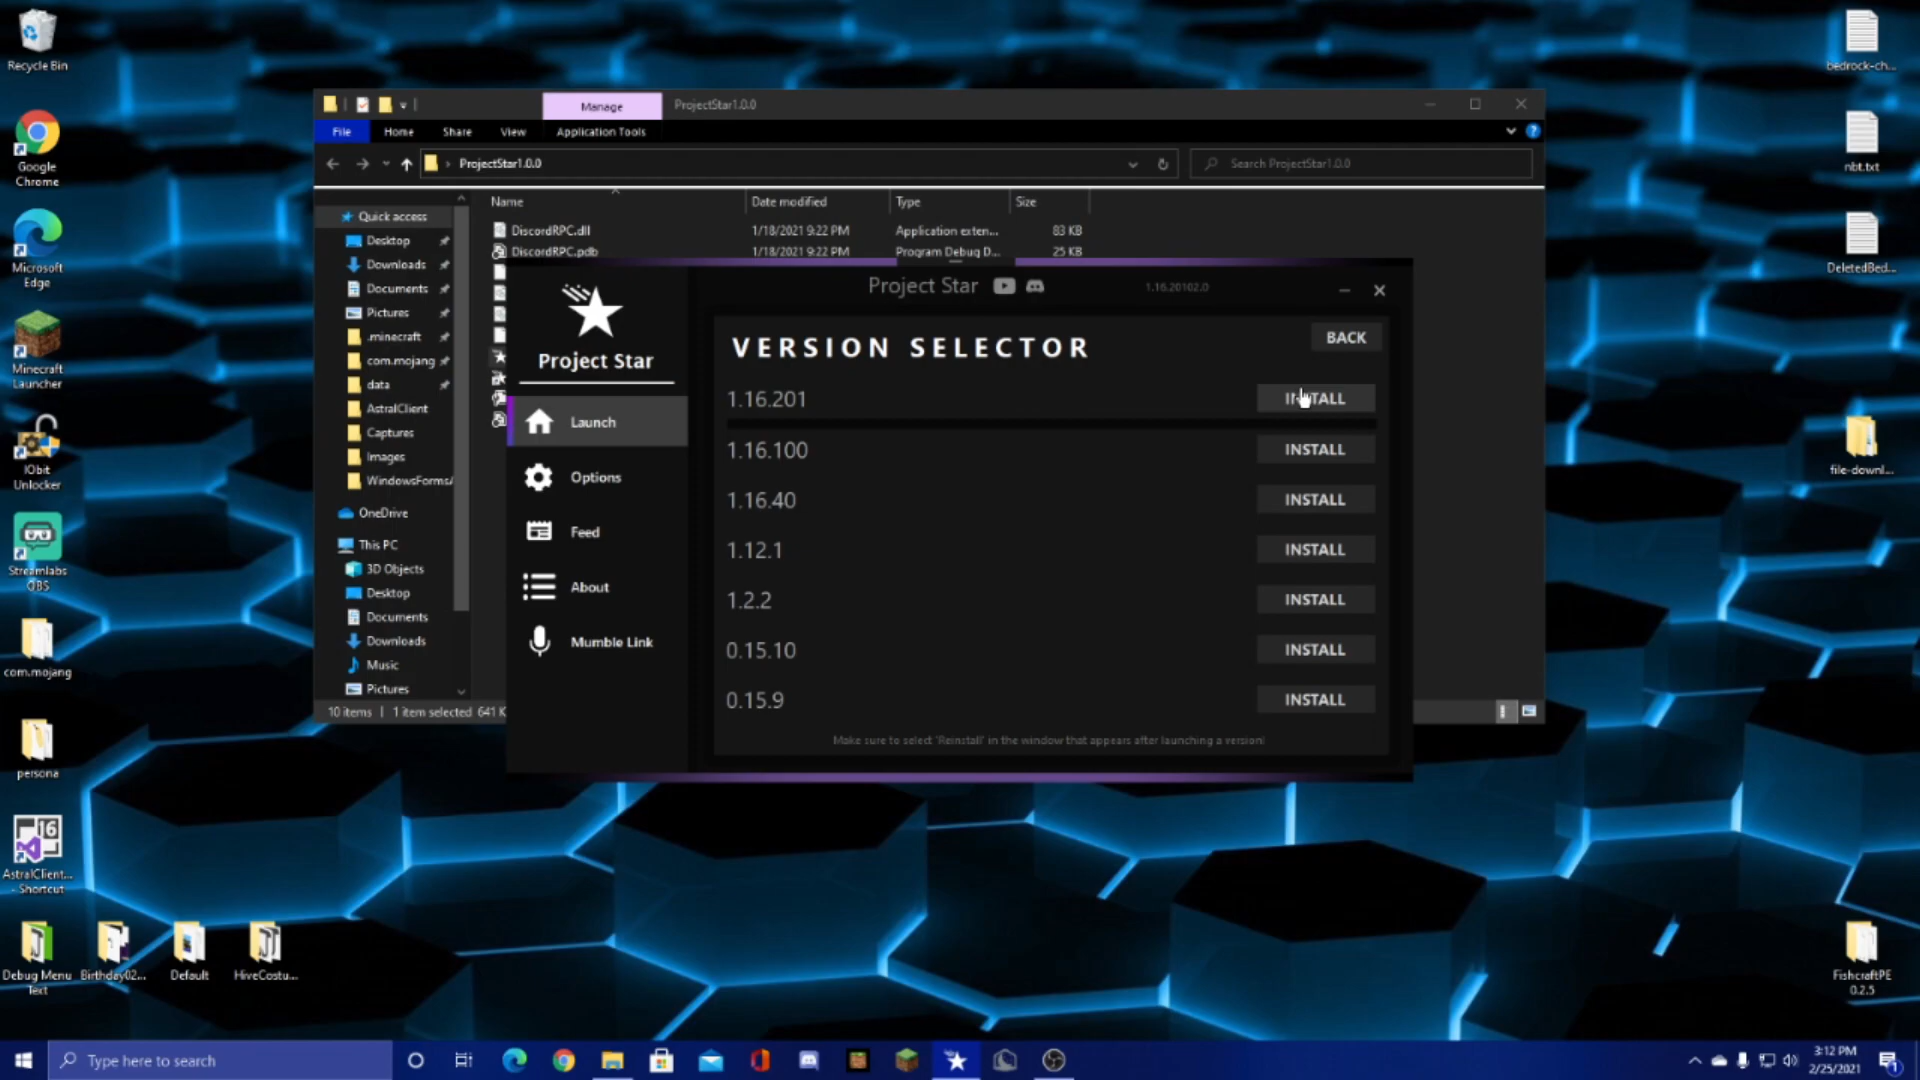 Recycle Bin
Google
Chrome
Microsoft
Edge
Minecraft
Launcher
IObit
Unlocker
Streamlabs
OBS
com.mojang
persona
AstralClient...
- Shortcut
Debug Menu
Text
Birthday02...
Default
HiveCostu...
bedrock-ch...
nbt.txt
DeletedBed...
file-downl...
FishcraftPE
0.2.5
Manage
ProjectStar1.0.0
File
Home
Share
View
Application Tools
ProjectStar1.0.0
Search ProjectStar1.0.0
Name
Date modified
Type
Size
DiscordRPC.dll
1/18/2021 9:22 PM
Application exten...
83 KB
DiscordRPC.pdb
1/18/2021 9:22 PM
Program Debug D...
25 KB
Quick access
Desktop
Downloads
Documents
Pictures
.minecraft
com.mojang
data
AstralClient
Captures
Images
WindowsFormsA
OneDrive
This PC
3D Objects
Desktop
Documents
Downloads
Music
Pictures
10 items
1 item selected 641 K
Project Star
Launch
Options
Feed
About
Mumble Link
Project Star
1.16.20102.0
VERSION SELECTOR
BACK
1.16.201
INSTALL
1.16.100
INSTALL
1.16.40
INSTALL
1.12.1
INSTALL
1.2.2
INSTALL
0.15.10
INSTALL
0.15.9
INSTALL
Make sure to select 'Reinstall' in the window that appears after launching a version!
Type here to search
3:12 PM
2/25/2021
1